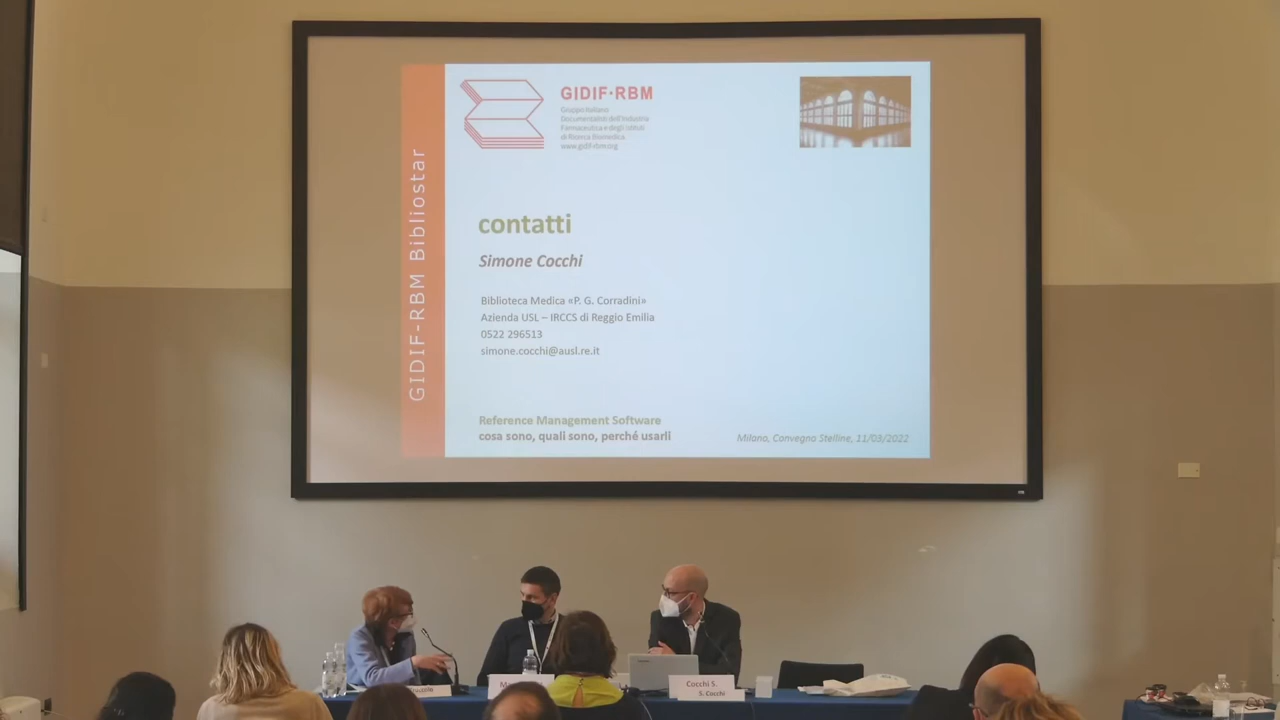 GIDIF-RBM Bibliostar
GIDIF·RBM
Gruppo Italiano
Documentalisti dell'Industria
Farmaceutica e degli Istituti
di Ricerca Biomedica
www.gidif-rbm.org
contatti
Simone Cocchi
Biblioteca Medica «P. G. Corradini»
Azienda USL – IRCCS di Reggio Emilia
0522 296513
simone.cocchi@ausl.re.it
Reference Management Software
cosa sono, quali sono, perché usarli
Milano, Convegno Stelline, 11/03/2022
Cocchi S.
S. Cocchi